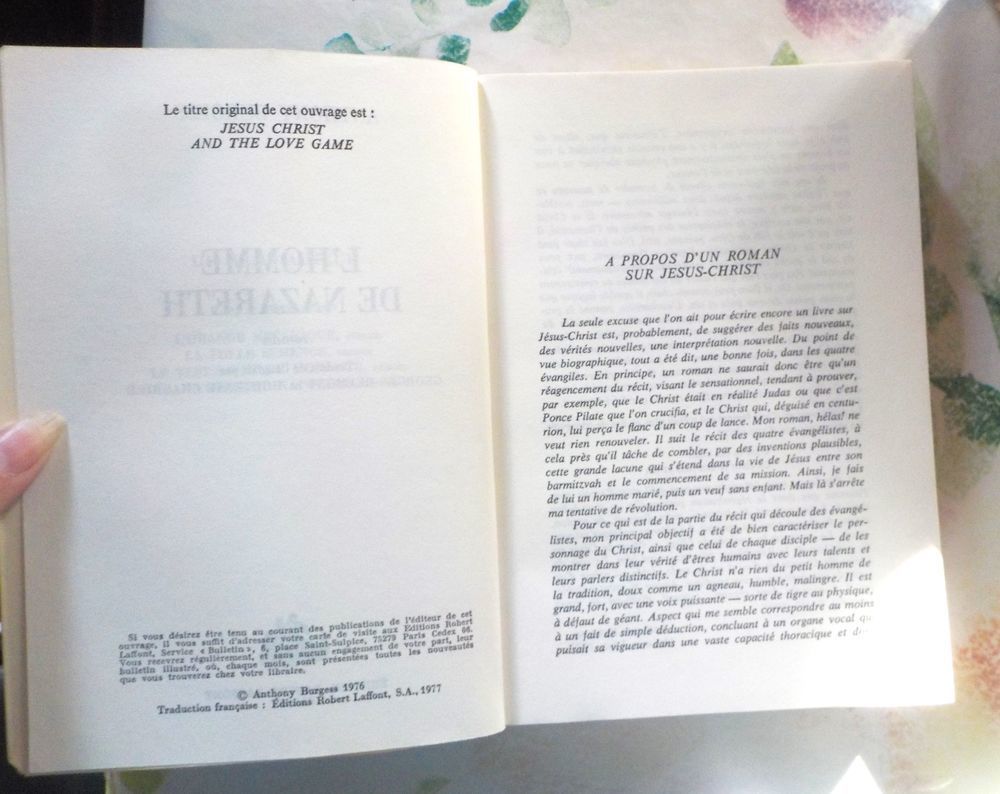 Le titre original de cet ouvrage est :
JESUS CHRIST
AND THE LOVE GAME
L'HOMME
DE NAZARETH
Si vous désirez être tenu au courant des publications de l'éditeur de cet
ouvrage, il vous suffit d'adresser votre carte de visite aux Editions Robert
Laffont, Service « Bulletin », 6, place Saint-Sulpice, 75279 Paris Cedex 06.
Vous recevrez régulièrement, et sans aucun engagement de votre part, leur
bulletin illustré, où, chaque mois, sont présentées toutes les nouveautés
que vous trouverez chez votre libraire.
© Anthony Burgess 1976
Traduction française : Éditions Robert Laffont, S.A., 1977
A PROPOS D'UN ROMAN
SUR JESUS-CHRIST
La seule excuse que l'on ait pour écrire encore un livre sur
Jésus-Christ est, probablement, de suggérer des faits nouveaux,
des vérités nouvelles, une interprétation nouvelle. Du point de
vue biographique, tout a été dit, une bonne fois, dans les quatre
évangiles. En principe, un roman ne saurait donc être qu'un
réagencement du récit, visant le sensationnel, tendant à prouver,
par exemple, que le Christ était en réalité Judas ou que c'est
Ponce Pilate que l'on crucifia, et le Christ qui, déguisé en centu-
rion, lui perça le flanc d'un coup de lance. Mon roman, hélas! ne
veut rien renouveler. Il suit le récit des quatre évangélistes, à
cela près qu'il tâche de combler, par des inventions plausibles,
cette grande lacune qui s'étend dans la vie de Jésus entre son
barmitzvah et le commencement de sa mission. Ainsi, je fais
de lui un homme marié, puis un veuf sans enfant. Mais là s'arrête
ma tentative de révolution.
Pour ce qui est de la partie du récit qui découle des évangé-
listes, mon principal objectif a été de bien caractériser le per-
sonnage du Christ, ainsi que celui de chaque disciple — de les
montrer dans leur vérité d'êtres humains avec leurs talents et
leurs parlers distinctifs. Le Christ n'a rien du petit homme de
la tradition, doux comme un agneau, humble, malingre. Il est
grand, fort, avec une voix puissante — sorte de tigre au physique,
à défaut de géant. Aspect qui me semble correspondre au moins
à un fait de simple déduction, concluant à un organe vocal qui
puisait sa vigueur dans une vaste capacité thoracique et